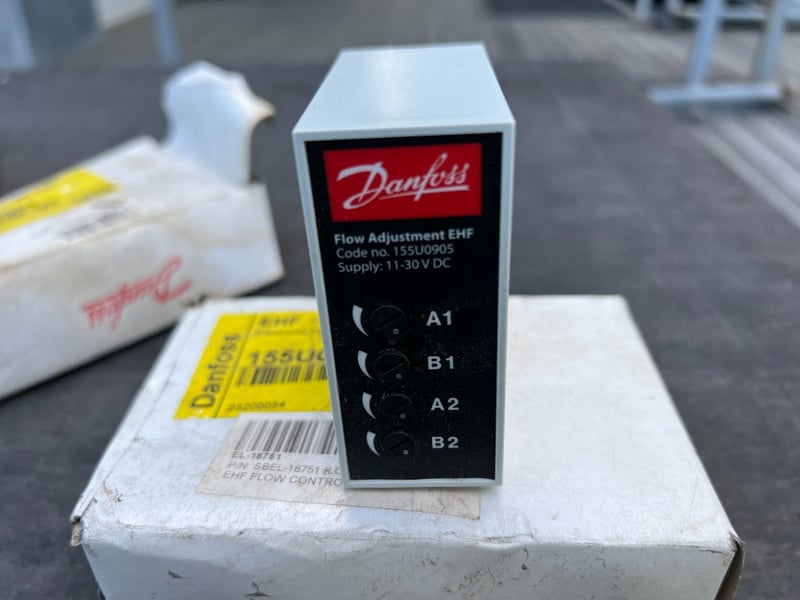 Danfoss
Flow Adjustment EHF
Code no. 155U0905
Supply: 11-30 V DC
A1
B1
A2
B2
Danfoss
Danfoss
EHF
155U0
23200054
EL-18751
P/N: SBEL-18751
EHF FLOW CONTRO